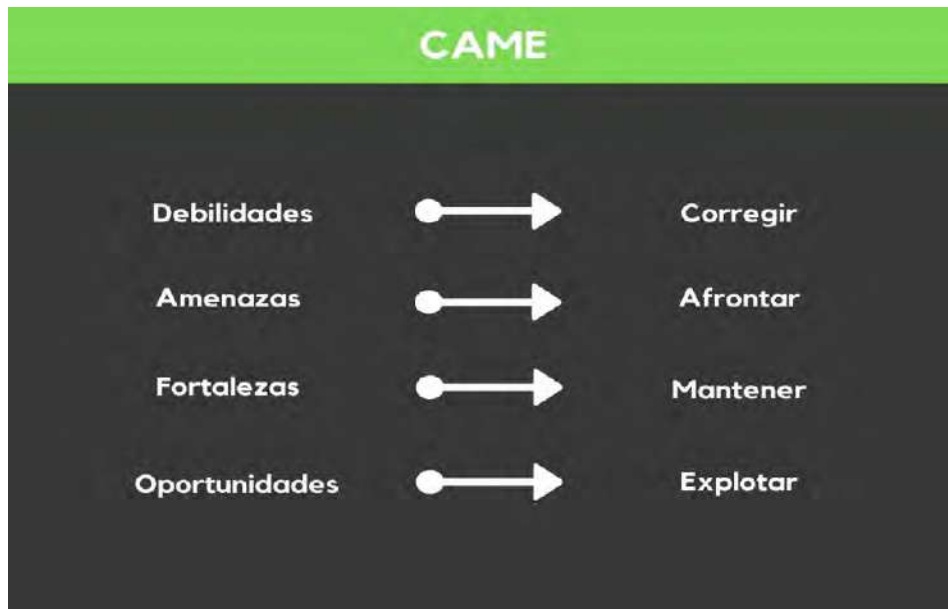 CAME
Debilidades Corregir
Amenazas Afrontar
Fortalezas Mantener
Oportunidades Explotar